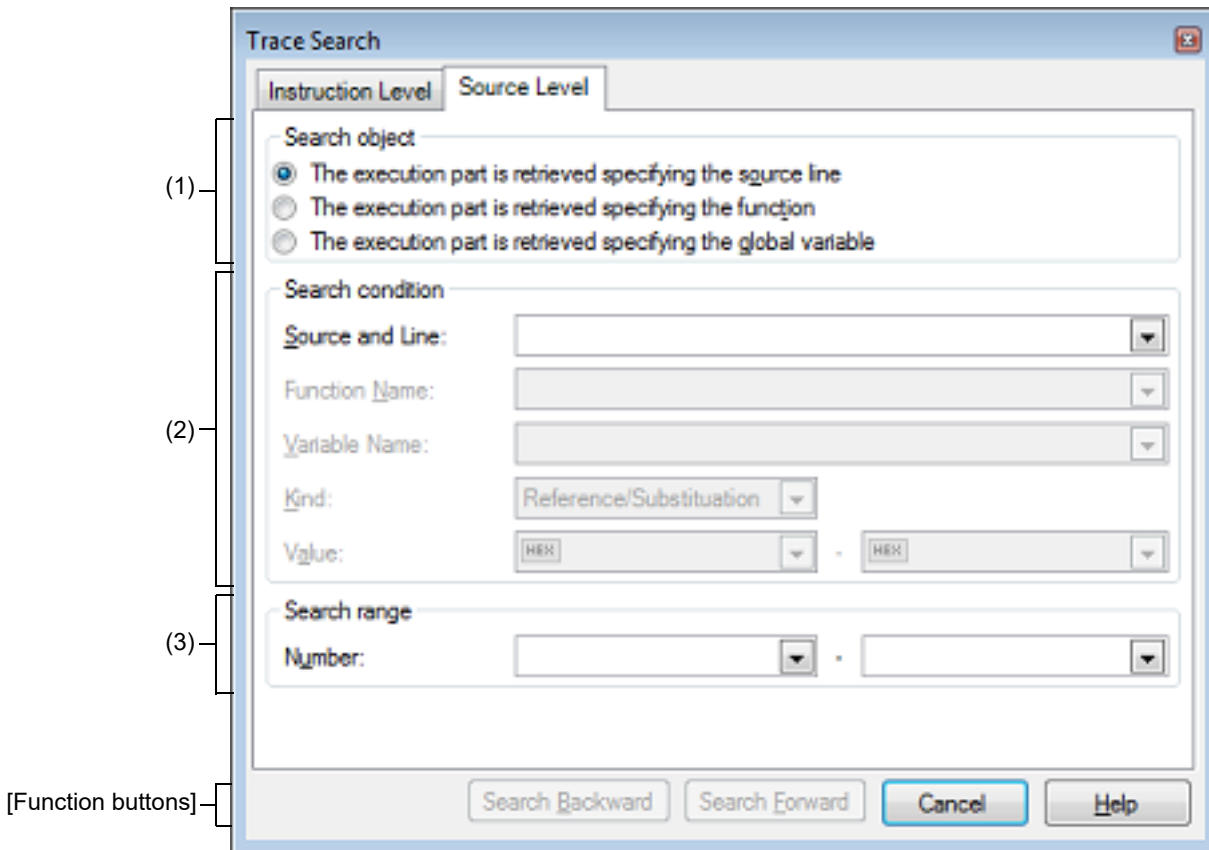 Trace Search
Instruction Level Source Level
(1)
Search object
The execution part is retrieved specifying the source line
The execution part is retrieved specifying the function
The execution part is retrieved specifying the global variable
(2)
Search condition
Source and Line:
Function Name:
Variable Name:
Kind: Reference/Substituation
Value: HEX - HEX
(3)
Search range
Number: -
[Function buttons]
Search Backward Search Forward Cancel Help